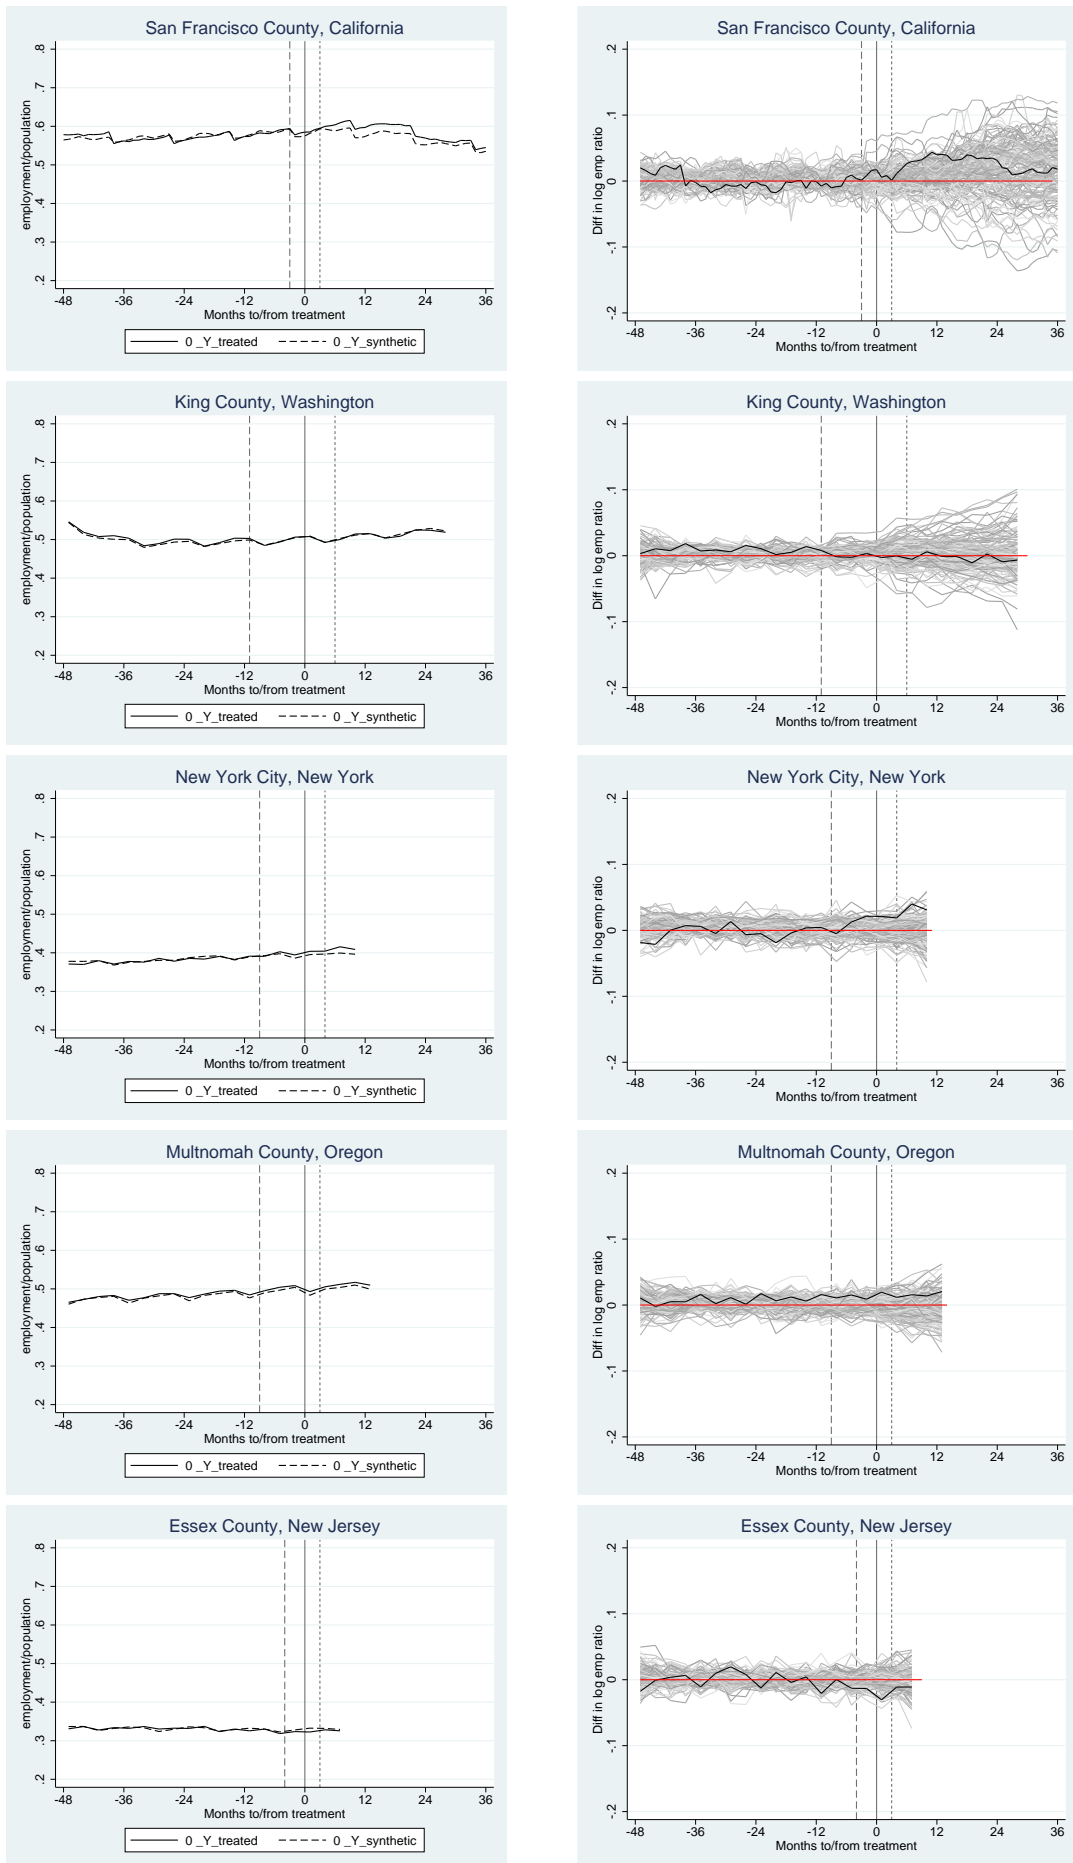 San Francisco County, California
employment/population
.8
.7
.6
.5
.4
.3
.2
-48 -36 -24 -12 0 12 24 36
Months to/from treatment
0 _Y_treated 0 _Y_synthetic
San Francisco County, California
Diff in log emp ratio
.2
.1
0
-.1
-.2
-48 -36 -24 -12 0 12 24 36
Months to/from treatment
King County, Washington
employment/population
.8
.7
.6
.5
.4
.3
.2
-48 -36 -24 -12 0 12 24 36
Months to/from treatment
0 _Y_treated 0 _Y_synthetic
King County, Washington
Diff in log emp ratio
.2
.1
0
-.1
-.2
-48 -36 -24 -12 0 12 24 36
Months to/from treatment
New York City, New York
employment/population
.8
.7
.6
.5
.4
.3
.2
-48 -36 -24 -12 0 12 24 36
Months to/from treatment
0 _Y_treated 0 _Y_synthetic
New York City, New York
Diff in log emp ratio
.2
.1
0
-.1
-.2
-48 -36 -24 -12 0 12 24 36
Months to/from treatment
Multnomah County, Oregon
employment/population
.8
.7
.6
.5
.4
.3
.2
-48 -36 -24 -12 0 12 24 36
Months to/from treatment
0 _Y_treated 0 _Y_synthetic
Multnomah County, Oregon
Diff in log emp ratio
.2
.1
0
-.1
-.2
-48 -36 -24 -12 0 12 24 36
Months to/from treatment
Essex County, New Jersey
employment/population
.8
.7
.6
.5
.4
.3
.2
-48 -36 -24 -12 0 12 24 36
Months to/from treatment
0 _Y_treated 0 _Y_synthetic
Essex County, New Jersey
Diff in log emp ratio
.2
.1
0
-.1
-.2
-48 -36 -24 -12 0 12 24 36
Months to/from treatment